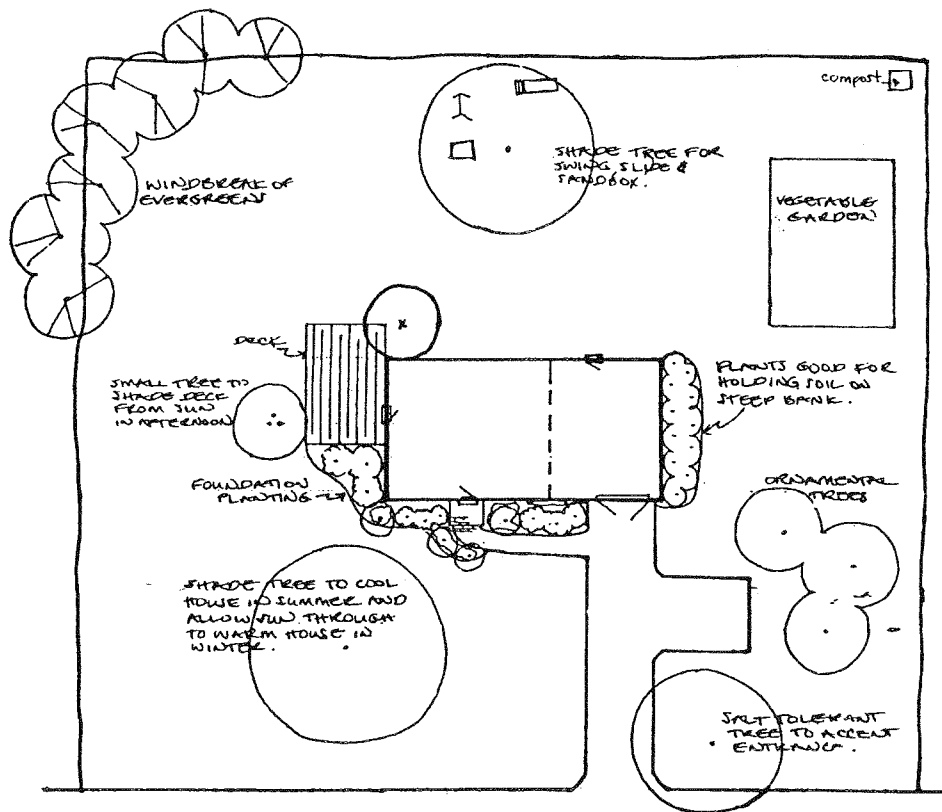 compost
SHADE TREE FOR
SWING SLIDE &
SANDBOX.
WINDBREAK OF
EVERGREENS
VEGETABLE
GARDEN
DECK
PLANTS GOOD FOR
HOLDING SOIL ON
STEEP BANK.
SMALL TREE TO
SHADE DECK
FROM SUN
IN AFTERNOON
FOUNDATION
PLANTING
ORNAMENTAL
TREES
SHADE TREE TO COOL
HOUSE IN SUMMER AND
ALLOW SUN THROUGH
TO WARM HOUSE IN
WINTER.
SALT TOLERANT
TREE TO ACCENT
ENTRANCE.